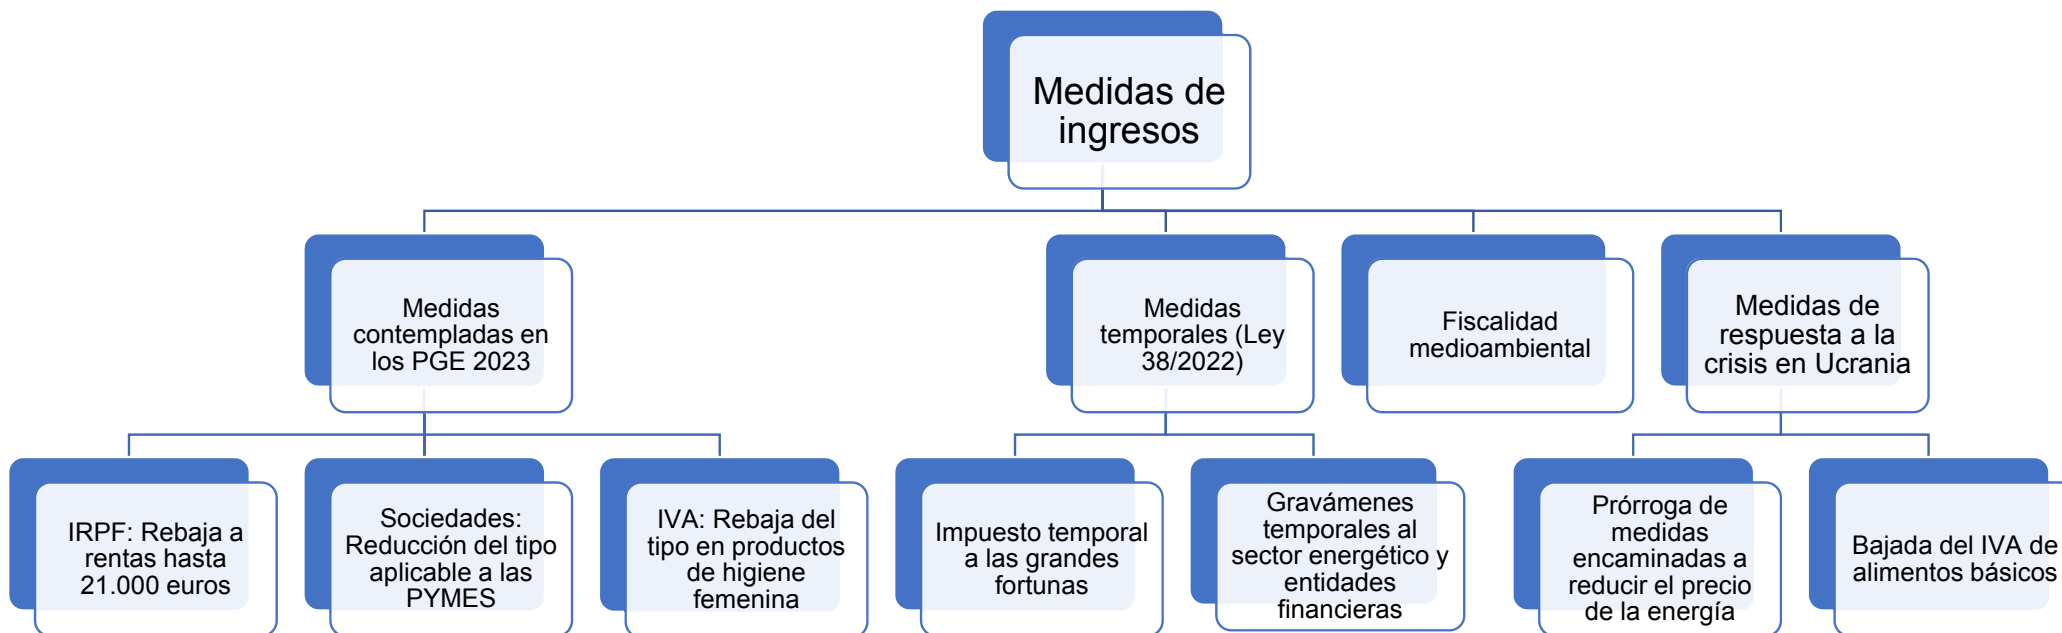 Medidas de
ingresos
Medidas
contempladas en
los PGE 2023
Medidas
temporales (Ley
38/2022)
Fiscalidad
medioambiental
Medidas de
respuesta a la
crisis en Ucrania
IRPF: Rebaja a
rentas hasta
21.000 euros
Sociedades:
Reducción del tipo
aplicable a las
PYMES
IVA: Rebaja del
tipo en productos
de higiene
femenina
Impuesto temporal
a las grandes
fortunas
Gravámenes
temporales al
sector energético y
entidades
financieras
Prórroga de
medidas
encaminadas a
reducir el precio
de la energía
Bajada del IVA de
alimentos básicos